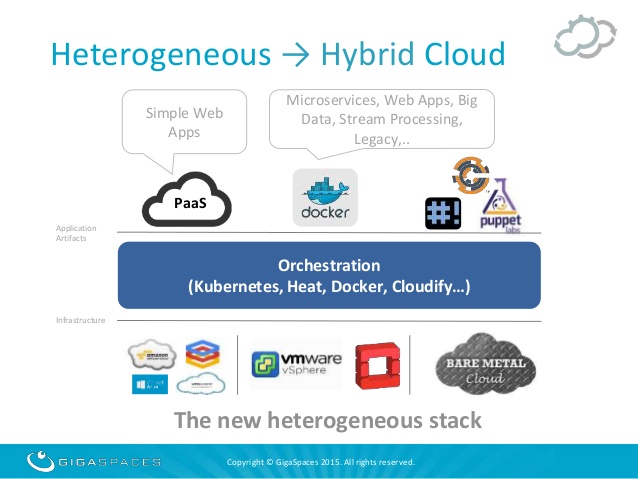 Heterogeneous → Hybrid Cloud
Simple Web
Apps
Microservices, Web Apps, Big
Data, Stream Processing,
Legacy,..
PaaS
docker
#!
puppet
labs
Application
Artifacts
Orchestration
(Kubernetes, Heat, Docker, Cloudify…)
Infrastructure
amazon
vmware
vSphere
BARE METAL
Cloud
The new heterogeneous stack
GIGASPACES
Copyright © GigaSpaces 2015. All rights reserved.